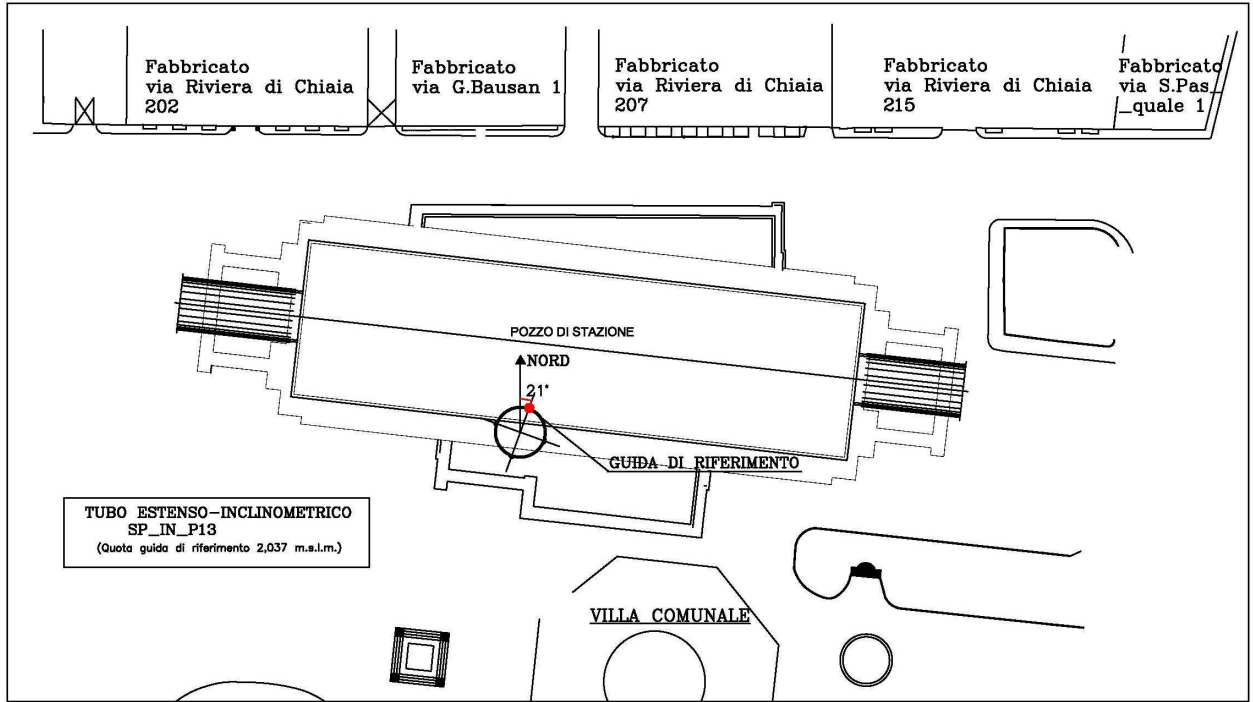 Fabbricato
via Riviera di Chiaia
202
Fabbricato
via G.Bausan 1
Fabbricato
via Riviera di Chiaia
207
Fabbricato
via Riviera di Chiaia
215
Fabbricato
via S.Pas_
_quale 1
POZZO DI STAZIONE
NORD
21°
GUIDA DI RIFERIMENTO
TUBO ESTENSO-INCLINOMETRICO
SP_IN_P13
(Quota guida di riferimento 2,037 m.s.l.m.)
VILLA COMUNALE